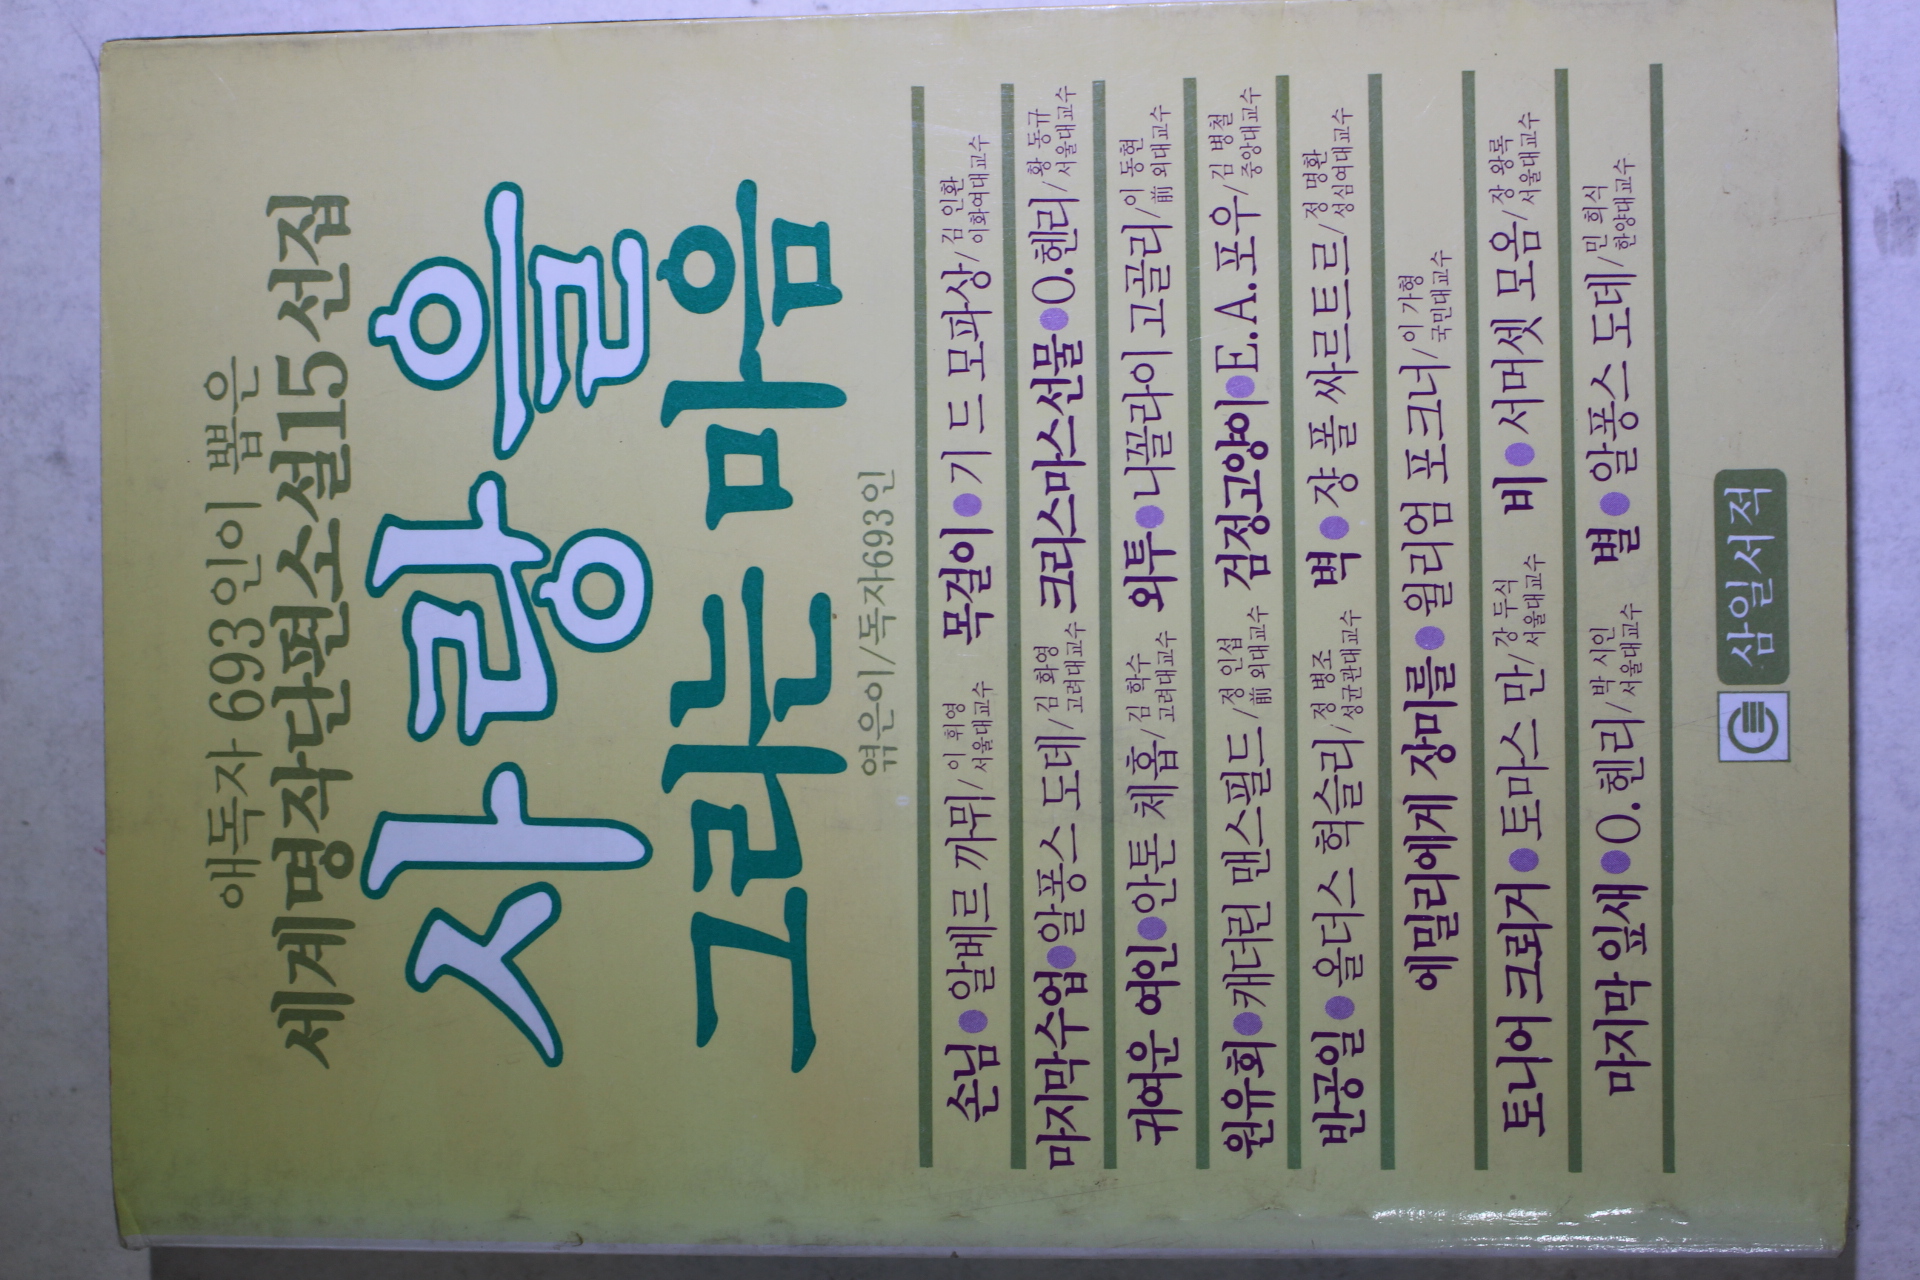 애독자 693인이 뽑은
세계명작단편소설15선집
사랑을
그리는 마음
엮은이/독자693인
손님●알베르 까뮈/이 휘영 서울대교수 목걸이●기 드 모파상/김 인환 이화여대교수
마지막수업●알퐁스 도데/김 화영 고려대교수 크리스마스선물●O.헨리/황 동규 서울대교수
귀여운 여인●안톤 체홉/김 학수 고려대교수 외투●니꼴라이 고골리/이 동현 前 외대교수
원유회●캐더린 맨스필드/정 인섭 前 외대교수 검정고양이●E.A.포우/김 병철 중앙대교수
반공일●올더스 헉슬리/정 병조 성균관대교수 벽●쟝 폴 싸르트르/정 명환 성심여대교수
에밀리에게 장미를●윌리엄 포크너/이 가형 국민대교수
토니어 크뢰거●토마스 만/강 두식 서울대교수 비●서머셋 모옴/장 왕록 서울대교수
마지막 잎새●O.헨리/박 시인 서울대교수 별●알퐁스 도데/민 희식 한양대교수
삼일서적